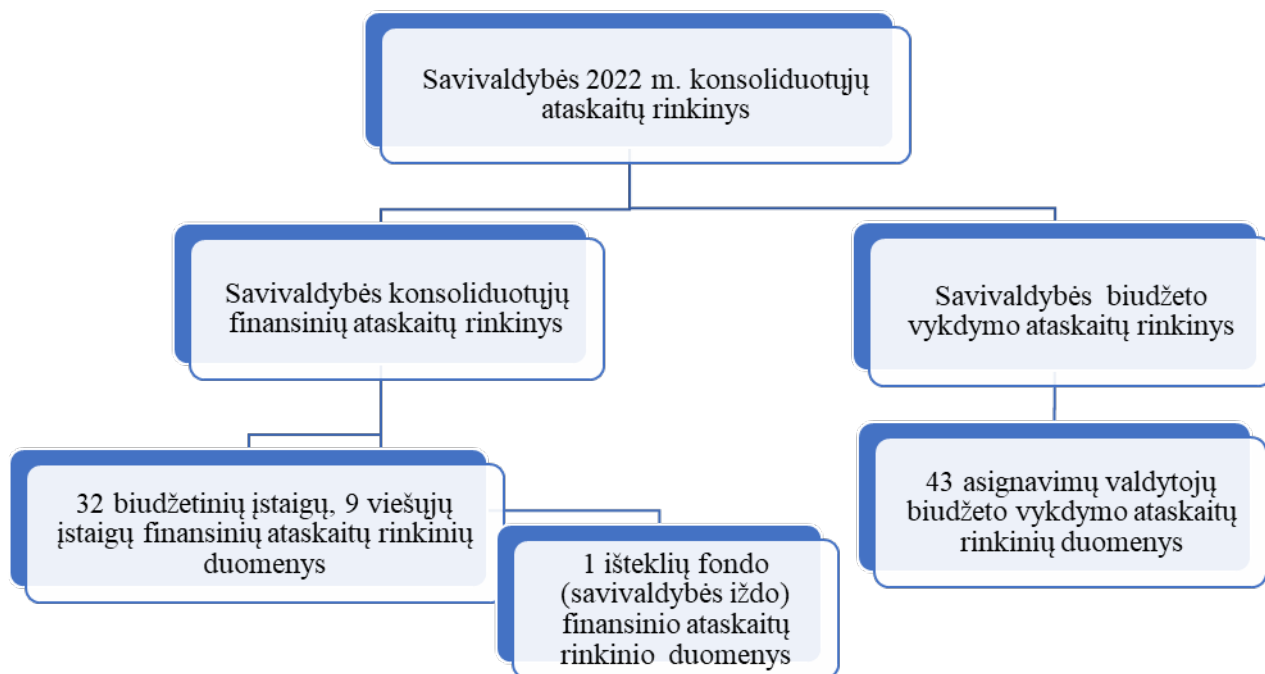 Savivaldybės 2022 m. konsoliduotųjų
ataskaitų rinkinys
Savivaldybės konsoliduotųjų
finansinių ataskaitų rinkinys
Savivaldybės biudžeto
vykdymo ataskaitų rinkinys
32 biudžetinių įstaigų, 9 viešųjų
įstaigų finansinių ataskaitų rinkinių
duomenys
1 išteklių fondo
(savivaldybės iždo)
finansinio ataskaitų
rinkinio duomenys
43 asignavimų valdytojų
biudžeto vykdymo ataskaitų
rinkinių duomenys